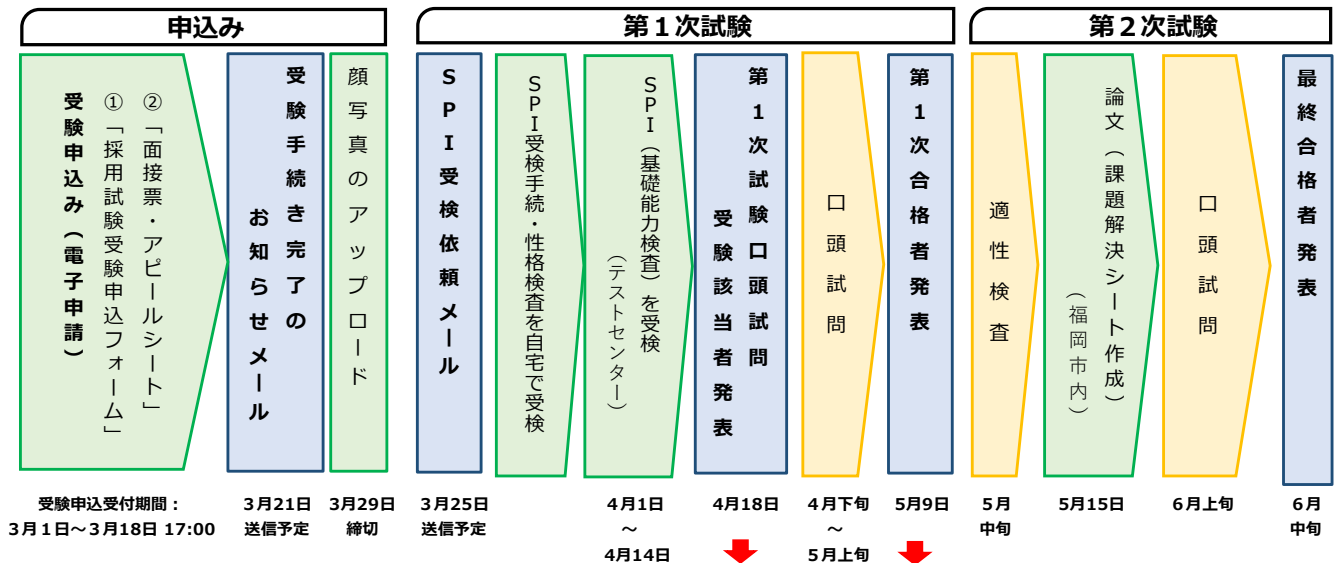 申込み
第１次試験
第２次試験
受験申込み（電子申請）
①「採用試験受験申込フォーム」
②「面接票・アピールシート」
受験手続き完了の
お知らせメール
顔写真のアップロード
ＳＰＩ受検依頼メール
ＳＰＩ受検手続・性格検査を自宅で受検
ＳＰＩ（基礎能力検査）を受検
（テストセンター）
第１次試験口頭試問
受験該当者発表
口頭試問
第１次合格者発表
適性検査
論文（課題解決シート作成）
（福岡市内）
口頭試問
最終合格者発表
受験申込受付期間：
3月１日～3月18日 17:00
3月21日
送信予定
3月29日
締切
3月25日
送信予定
4月1日
～
4月14日
4月18日
4月下旬
～
５月上旬
5月9日
５月
中旬
5月15日
6月上旬
６月
中旬